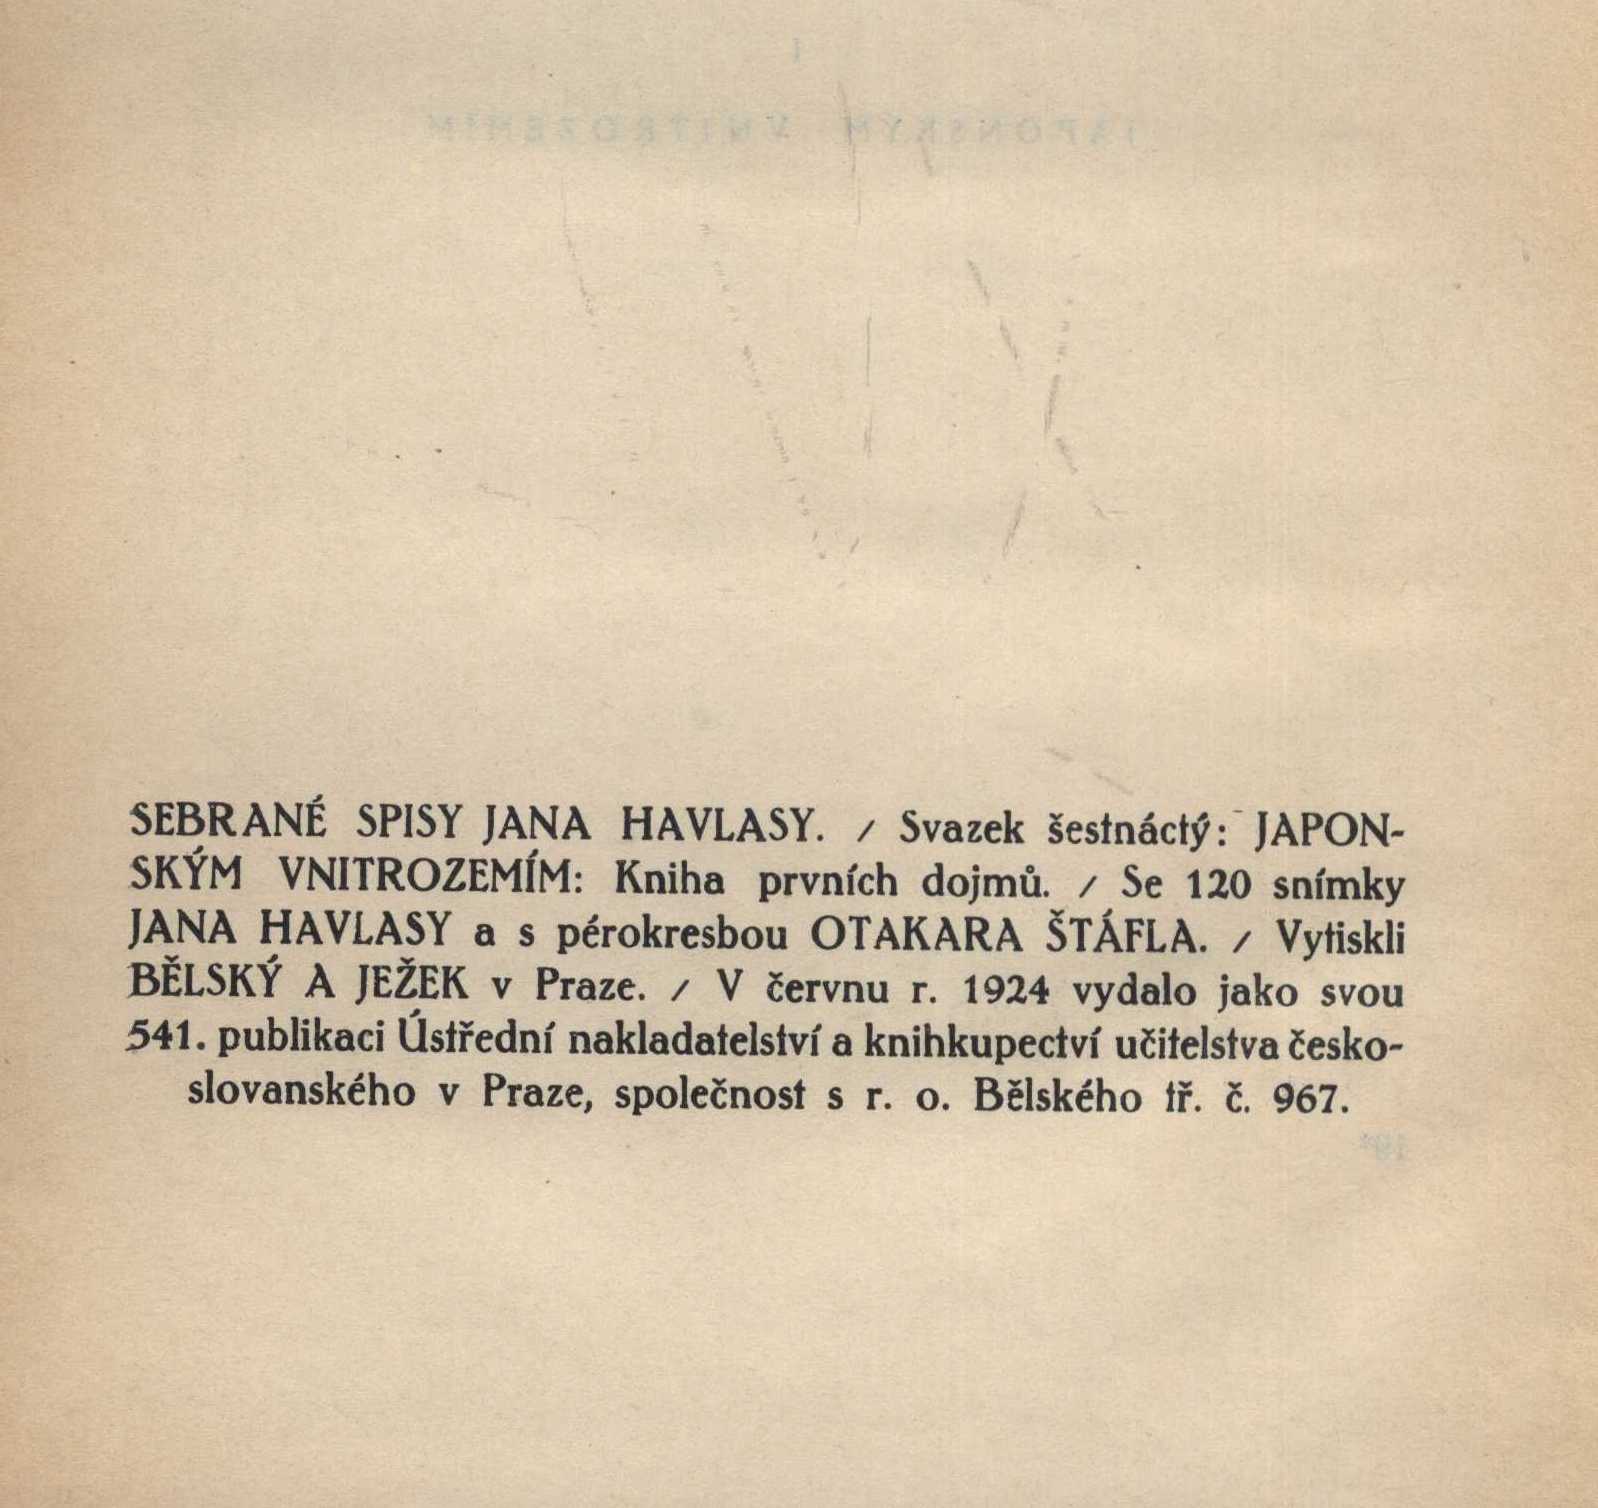 SEBRANÉ SPISY JANA HAVLASY. / Svazek šestnáctý: JAPON-
SKÝM VNITROZEMÍM: Kniha prvních dojmů. / Se 120 snímky
JANA HAVLASY a s pérokresbou OTAKARA ŠTÁFLA. / Vytiskli
BĚLSKÝ A JEŽEK v Praze. / V červnu r. 1924 vydalo jako svou
541. publikaci Ústřední nakladatelství a knihkupectví učitelstva česko-
slovanského v Praze, společnost s r. o. Bělského tř. č. 967.